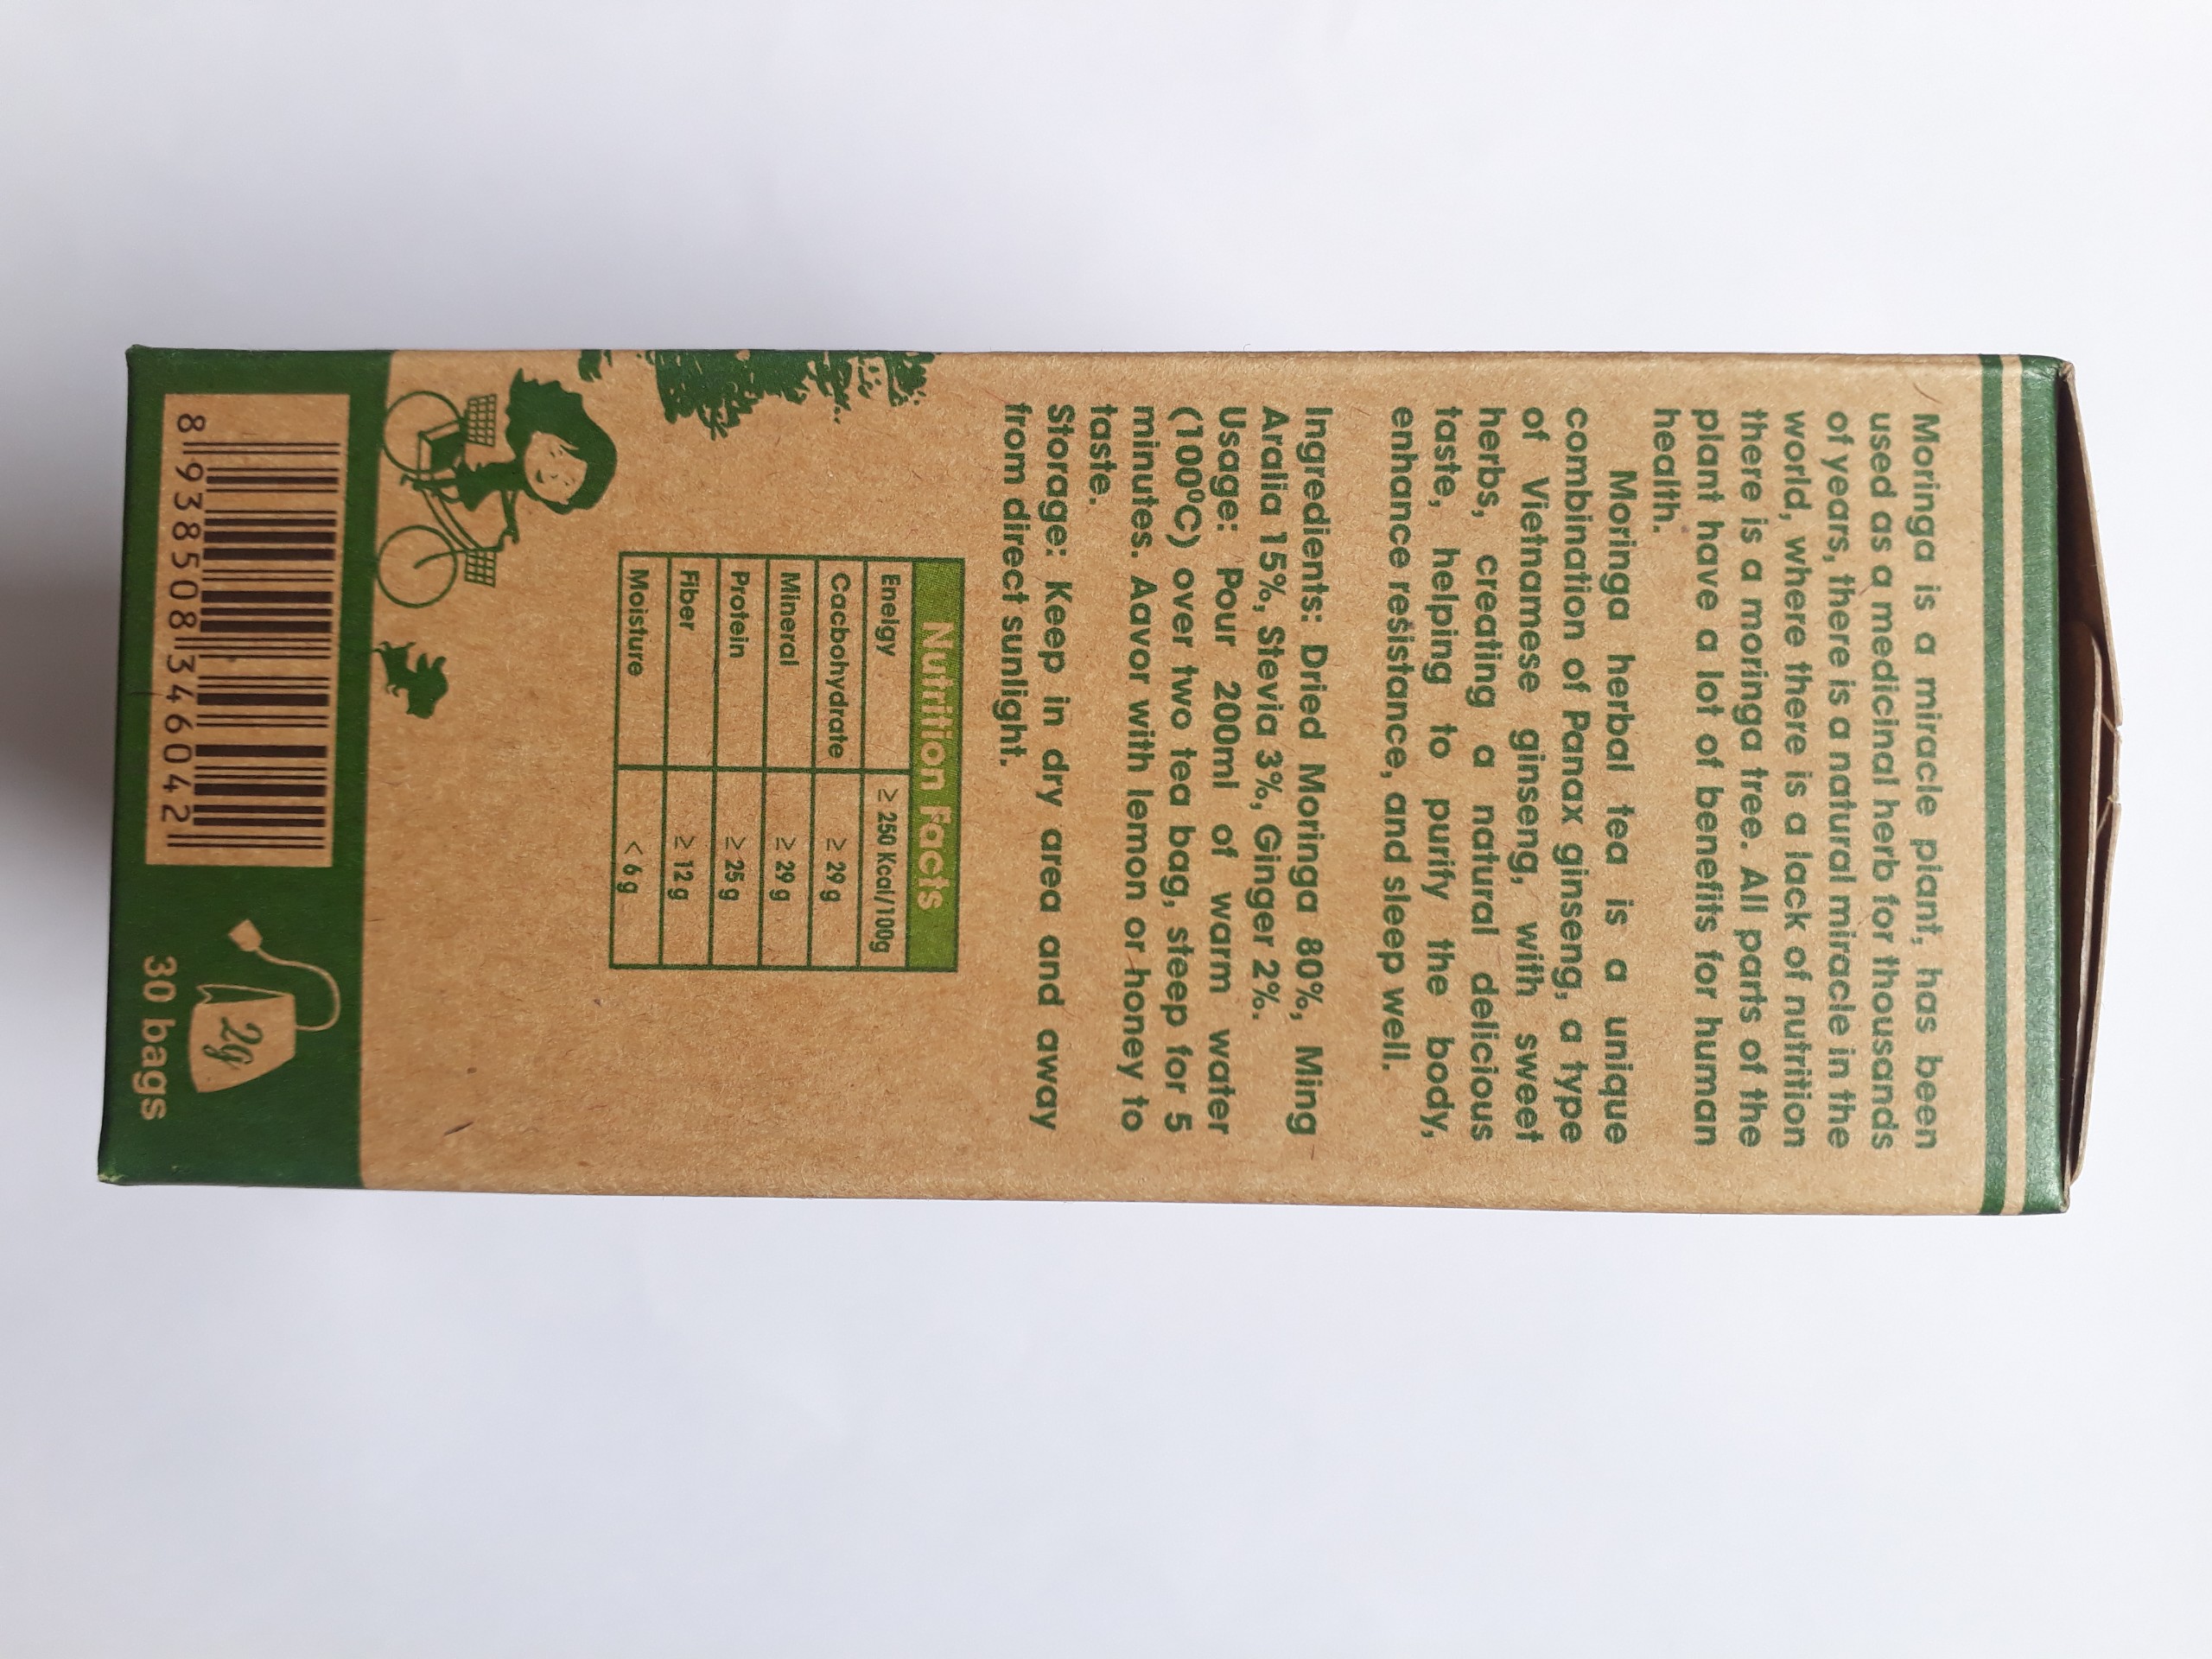 Moringa is a miracle plant, has been
used as a medicinal herb for thousands
of years, there is a natural miracle in the
world, where there is a lack of nutrition
there is a moringa tree. All parts of the
plant have a lot of benefits for human
health.
Moringa herbal tea is a unique
combination of Panax ginseng, a type
of Vietnamese ginseng, with sweet
herbs, creating a natural delicious
taste, helping to purify the body,
enhance resistance, and sleep well.
Ingredients: Dried Moringa 80%, Ming
Aralia 15%, Stevia 3%, Ginger 2%.
Usage: Pour 200ml of warm water
(100⁰C) over two tea bag, steep for 5
minutes. Aavor with lemon or honey to
taste.
Storage: Keep in dry area and away
from direct sunlight.
Nutrition Facts
Enelgy ≥ 250 Kcal/100g
Cacbohydrate ≥ 29 g
Mineral ≥ 29 g
Protein ≥ 25 g
Fiber ≥ 12 g
Moisture < 6 g
8 938508 346042
2g
30 bags